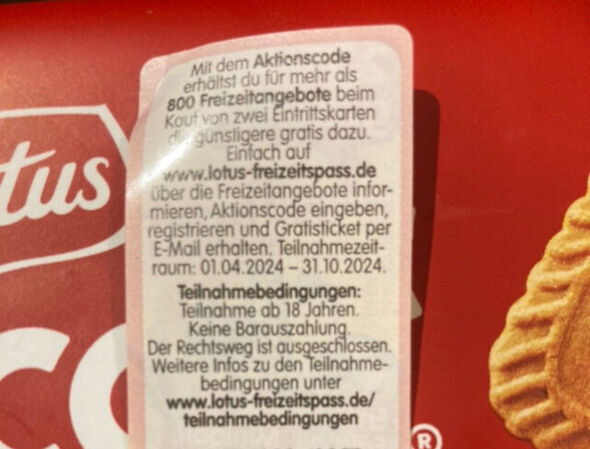 Mit dem Aktionscode
erhältst du für mehr als
800 Freizeitangebote beim
Kauf von zwei Eintrittskarten
die günstigere gratis dazu.
Einfach auf
www.lotus-freizeitspass.de
über die Freizeitangebote infor-
mieren, Aktionscode eingeben,
registrieren und Gratisticket per
E-Mail erhalten. Teilnahmezeit-
raum: 01.04.2024 – 31.10.2024.
Teilnahmebedingungen:
Teilnahme ab 18 Jahren.
Keine Barauszahlung.
Der Rechtsweg ist ausgeschlossen.
Weitere Infos zu den Teilnahme-
bedingungen unter
www.lotus-freizeitspass.de/
teilnahmebedingungen
tus
CO
®